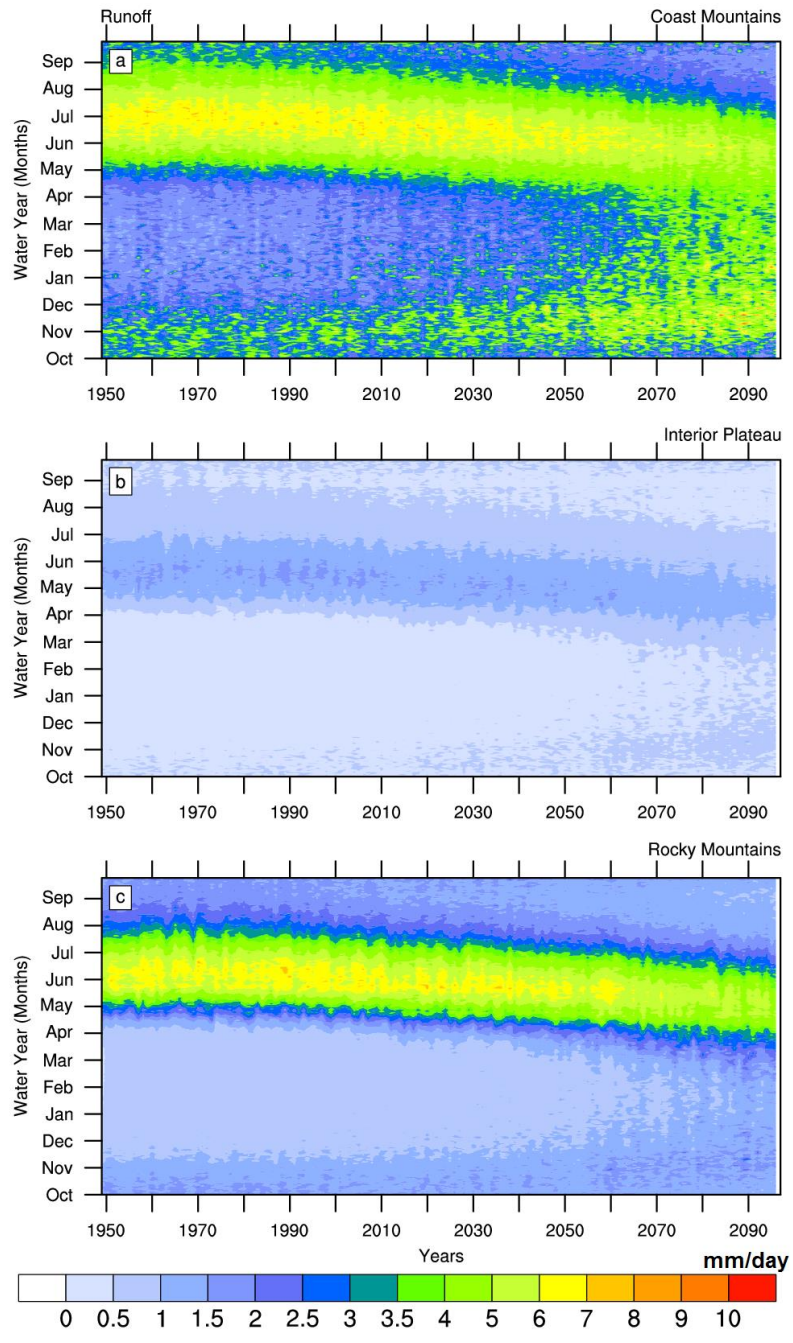 Runoff Coast Mountains
a
Sep
Aug
Jul
Jun
May
Apr
Mar
Feb
Jan
Dec
Nov
Oct
Water Year (Months)
1950 1970 1990 2010 2030 2050 2070 2090
Interior Plateau
b
Sep
Aug
Jul
Jun
May
Apr
Mar
Feb
Jan
Dec
Nov
Oct
Water Year (Months)
1950 1970 1990 2010 2030 2050 2070 2090
Rocky Mountains
c
Sep
Aug
Jul
Jun
May
Apr
Mar
Feb
Jan
Dec
Nov
Oct
Water Year (Months)
1950 1970 1990 2010 2030 2050 2070 2090
Years
mm/day
0 0.5 1 1.5 2 2.5 3 3.5 4 5 6 7 8 9 10